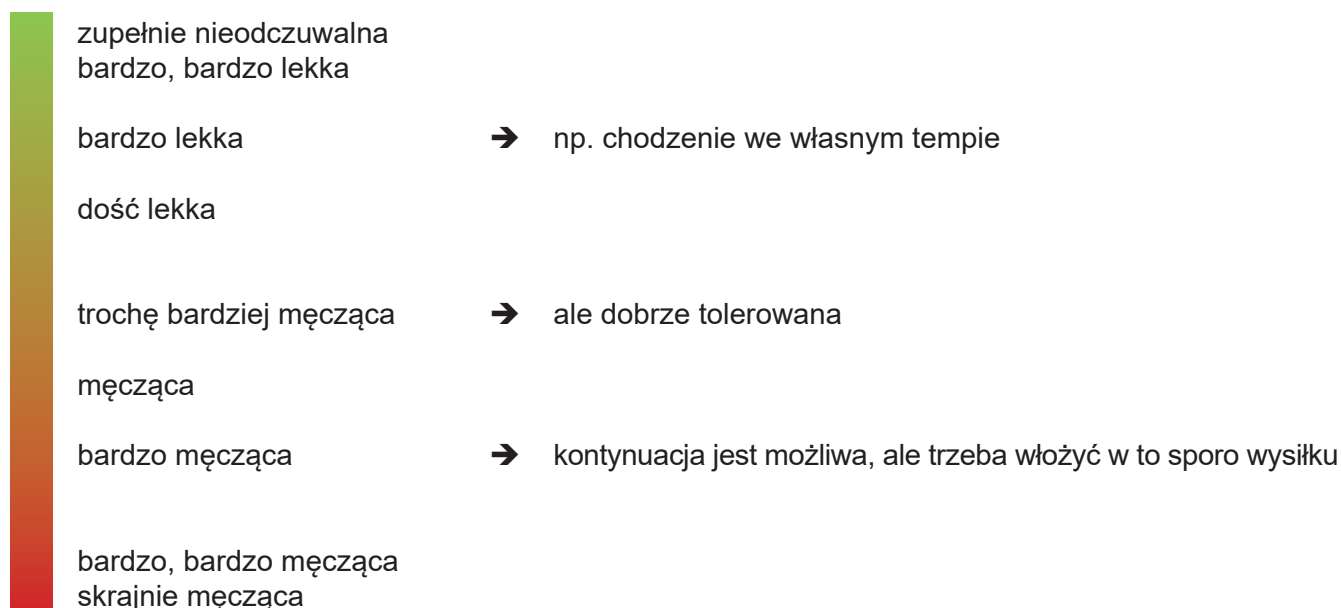 zupełnie nieodczuwalna
bardzo, bardzo lekka
bardzo lekka ➔ np. chodzenie we własnym tempie
dość lekka
trochę bardziej męcząca ➔ ale dobrze tolerowana
męcząca
bardzo męcząca ➔ kontynuacja jest możliwa, ale trzeba włożyć w to sporo wysiłku
bardzo, bardzo męcząca
skrajnie męcząca